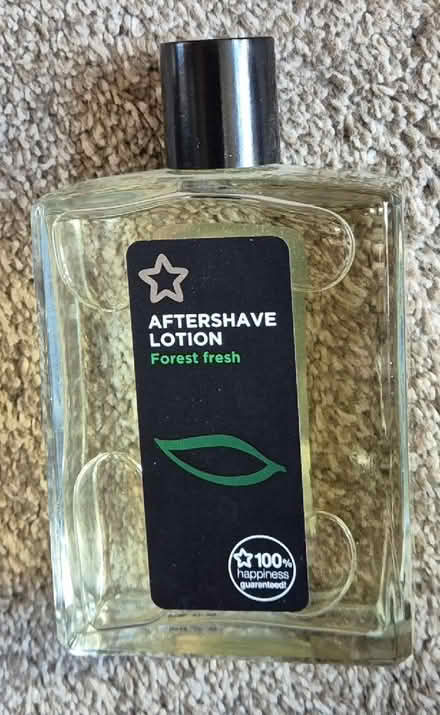 AFTERSHAVE
LOTION
Forest fresh
100%
happiness
guaranteed!